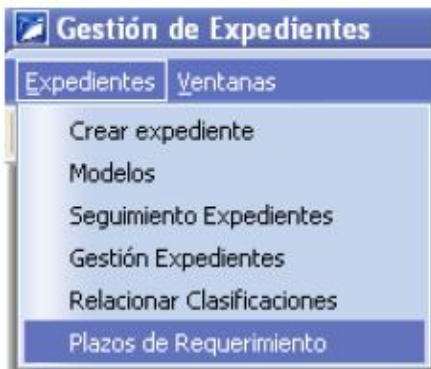 Gestión de Expedientes
Expedientes Ventanas
Crear expediente
Modelos
Seguimiento Expedientes
Gestión Expedientes
Relacionar Clasificaciones
Plazos de Requerimiento